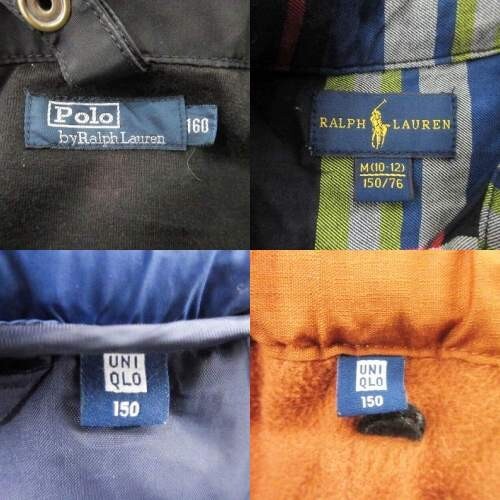 Polo
by Ralph Lauren
160
RALPH LAUREN
M(10-12)
150/76
UNI
QLO
150
UNI
QLO
150